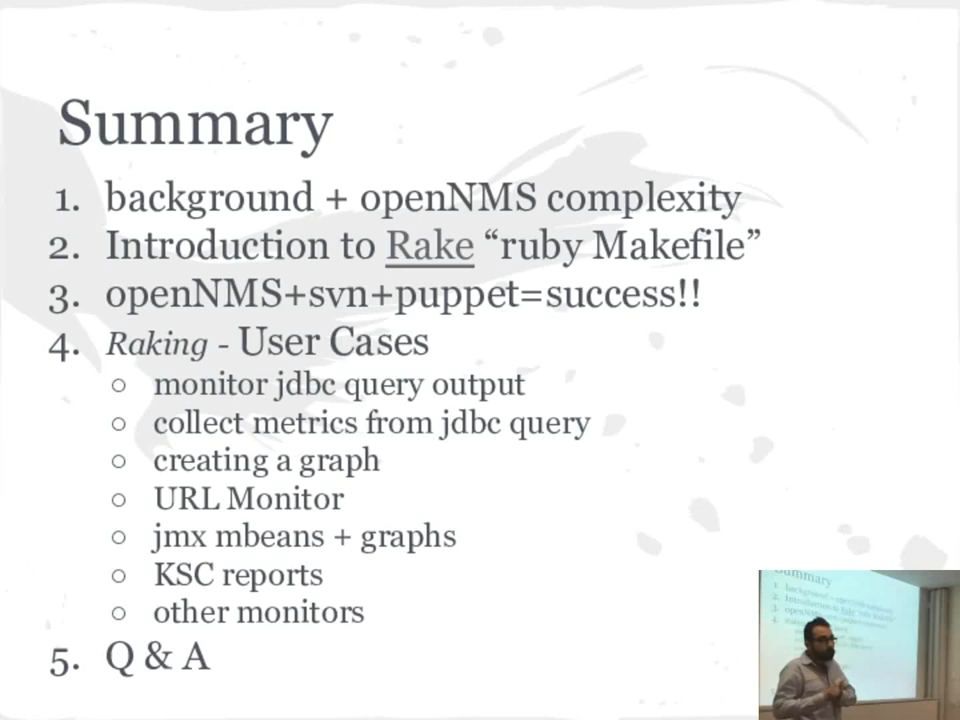 Summary
1. background + openNMS complexity
2. Introduction to Rake “ruby Makefile”
3. openNMS+svn+puppet=success!!
4. Raking - User Cases
○ monitor jdbc query output
○ collect metrics from jdbc query
○ creating a graph
○ URL Monitor
○ jmx mbeans + graphs
○ KSC reports
○ other monitors
5. Q & A
Summary